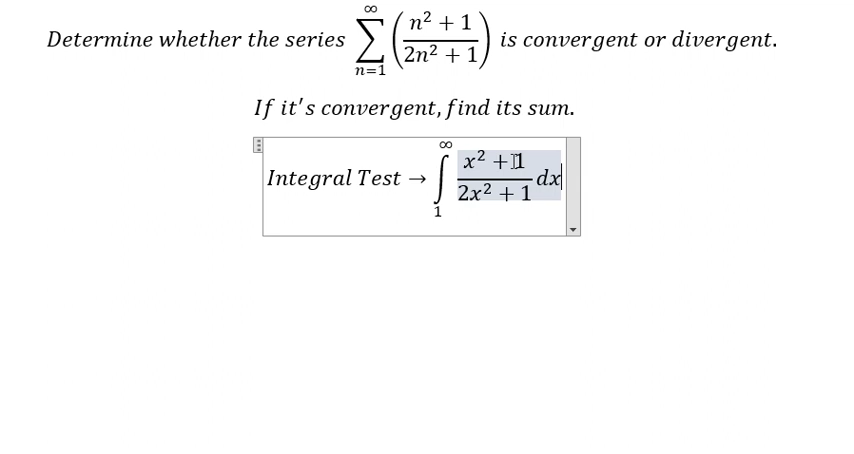 Determine whether the series ∑_{n=1}^{∞} ((n² + 1)/(2n² + 1)) is convergent or divergent.
If it's convergent, find its sum.
Integral Test → ∫_{1}^{∞} (x² + 1)/(2x² + 1) dx